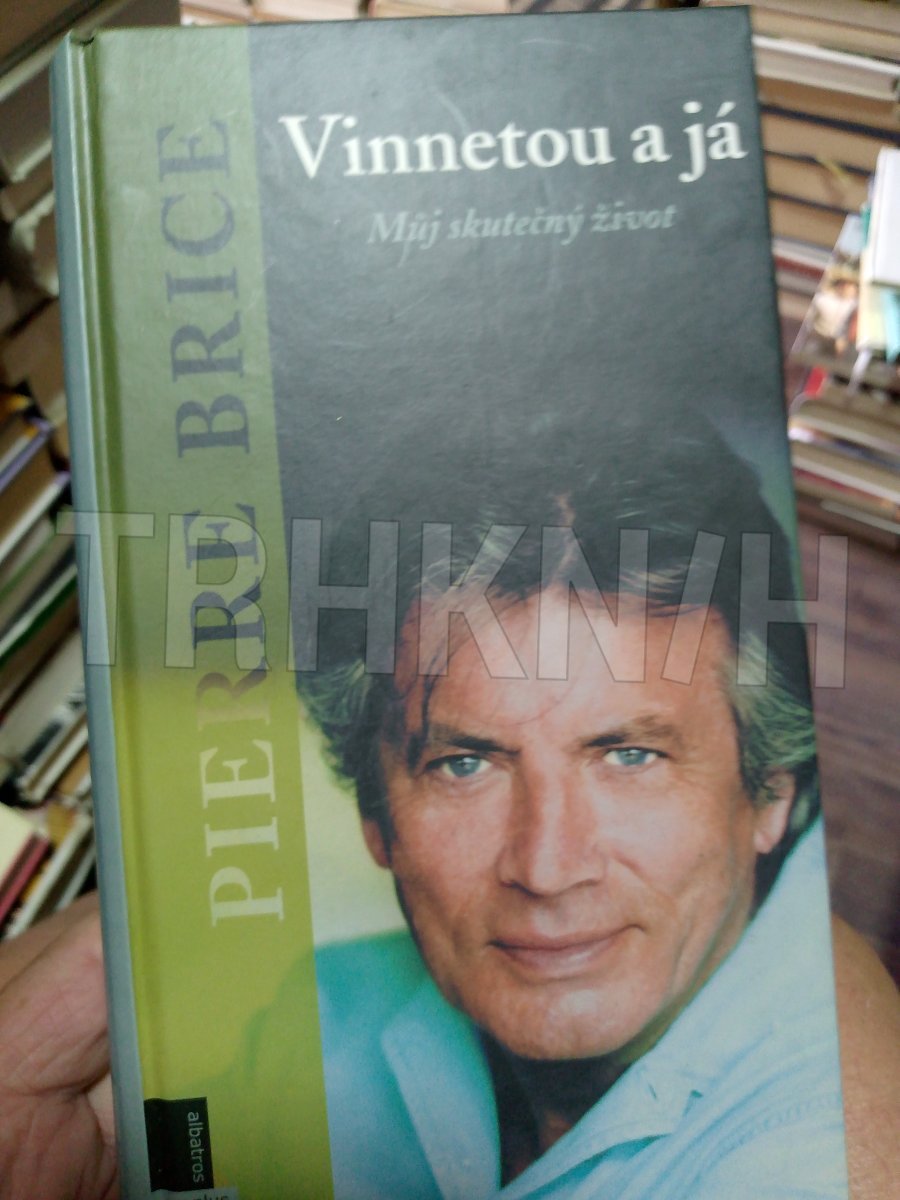 Vinnetou a já
Můj skutečný život
PIERRE BRICE
TRHKNIH
albatros